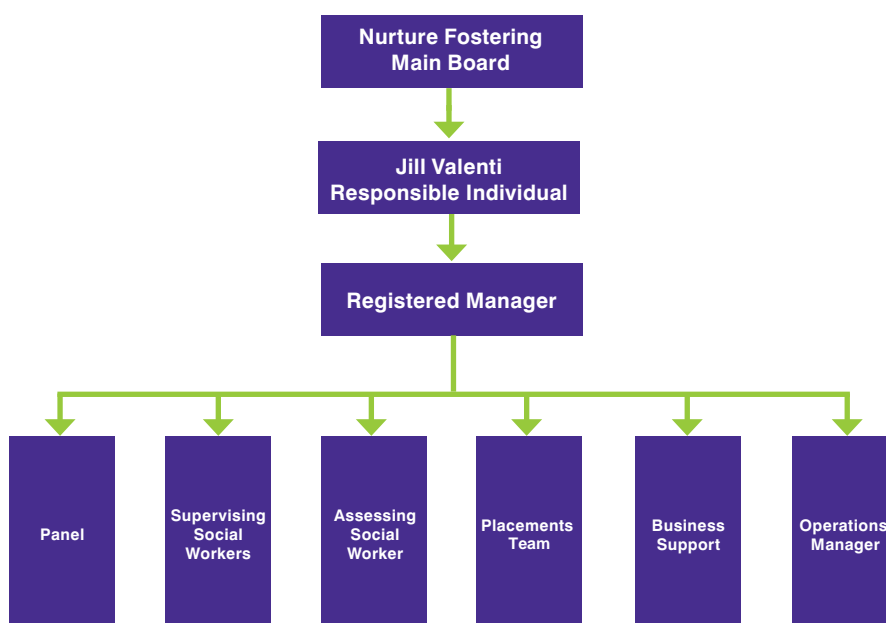 Nurture Fostering
Main Board
Jill Valenti
Responsible Individual
Registered Manager
Panel
Supervising
Social
Workers
Assessing
Social
Worker
Placements
Team
Business
Support
Operations
Manager